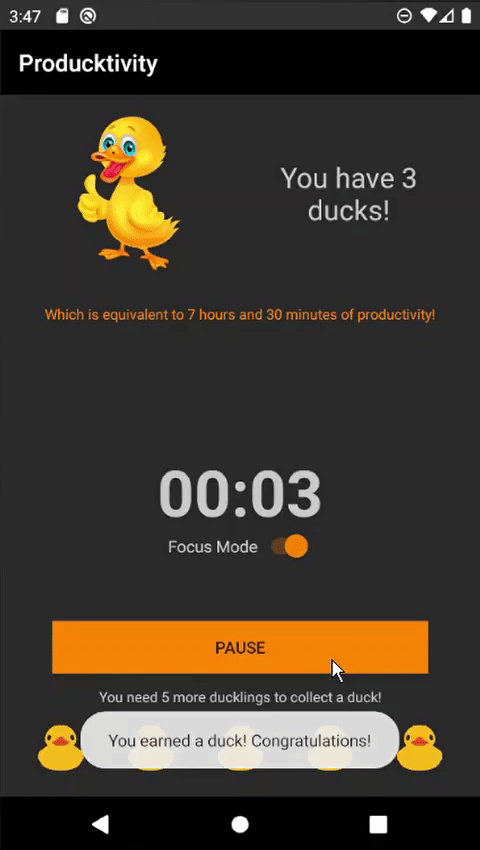 3:47
Producktivity
You have 3
ducks!
Which is equivalent to 7 hours and 30 minutes of productivity!
00:03
Focus Mode
PAUSE
You need 5 more ducklings to collect a duck!
You earned a duck! Congratulations!